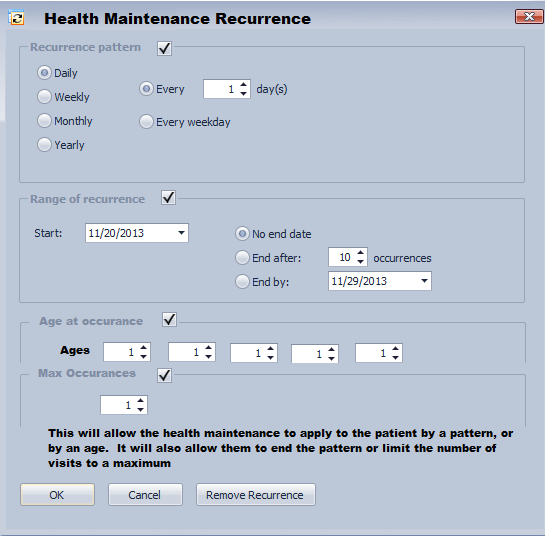 Health Maintenance Recurrence
Recurrence pattern
Daily
Weekly
Monthly
Yearly
Every 1 day(s)
Every weekday
Range of recurrence
Start: 11/20/2013
No end date
End after: 10 occurrences
End by: 11/29/2013
Age at occurance
Ages 1 1 1 1 1
Max Occurances
1
This will allow the health maintenance to apply to the patient by a pattern, or
by an age. It will also allow them to end the pattern or limit the number of
visits to a maximum
OK Cancel Remove Recurrence